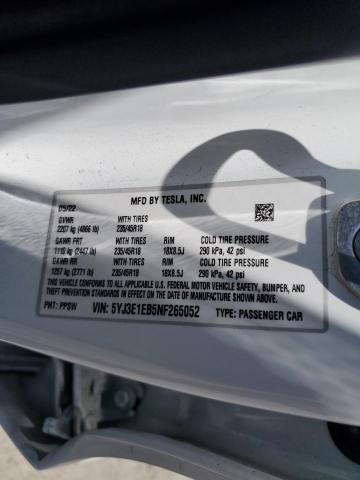 MFD BY TESLA, INC.
05/22
GVWR WITH TIRES
2207 kg (4866 lb) 235/45R18
GAWR FRT WITH TIRES RIM COLD TIRE PRESSURE
1110 kg (2447 lb) 235/45R18 18X8.5J 290 kPa, 42 psi
GAWR RR WITH TIRES RIM COLD TIRE PRESSURE
1257 kg (2771 lb) 235/45R18 18X8.5J 290 kPa, 42 psi
THIS VEHICLE CONFORMS TO ALL APPLICABLE U.S. FEDERAL MOTOR VEHICLE SAFETY, BUMPER, AND
THEFT PREVENTION STANDARDS IN EFFECT ON THE DATE OF MANUFACTURE SHOWN ABOVE.
PNT: PPSW VIN: 5YJ3E1EB5NF265052 TYPE: PASSENGER CAR